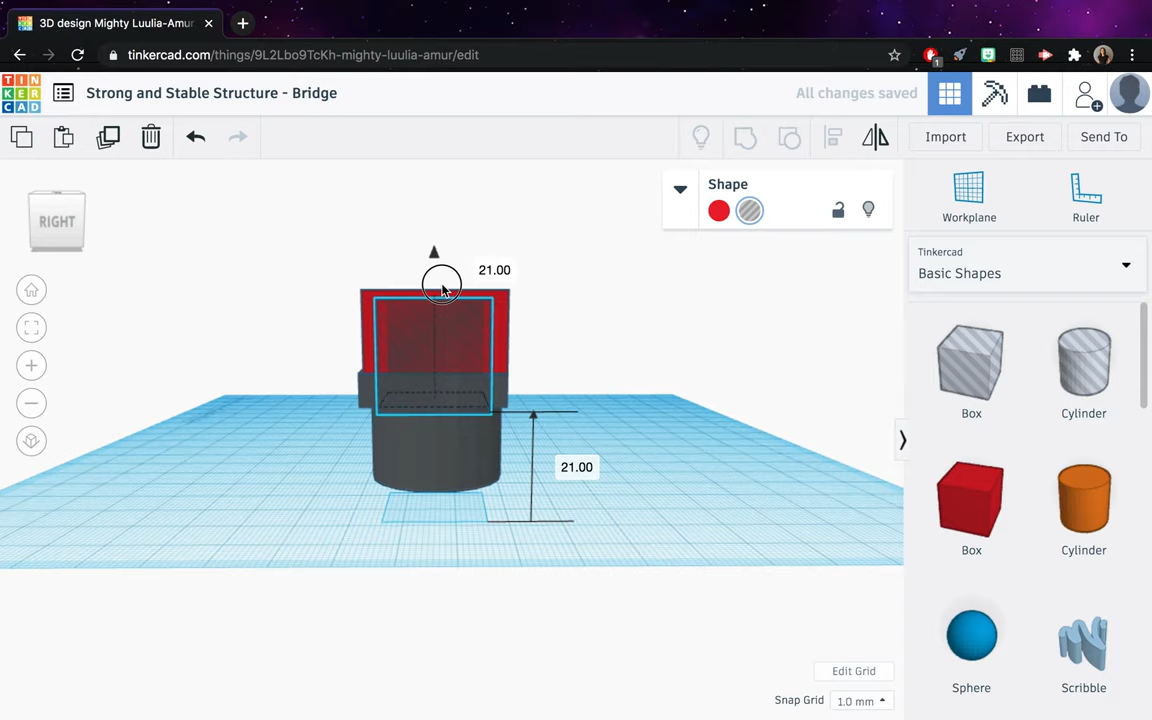 3D design Mighty Luulia-Amur
tinkercad.com/things/9L2Lbo9TcKh-mighty-luulia-amur/edit
1
TIN
KER
CAD
Strong and Stable Structure - Bridge
All changes saved
Import
Export
Send To
Shape
RIGHT
Workplane
Ruler
21.00
Tinkercad
Basic Shapes
Box
Cylinder
21.00
Box
Cylinder
Sphere
Scribble
Edit Grid
Snap Grid
1.0 mm